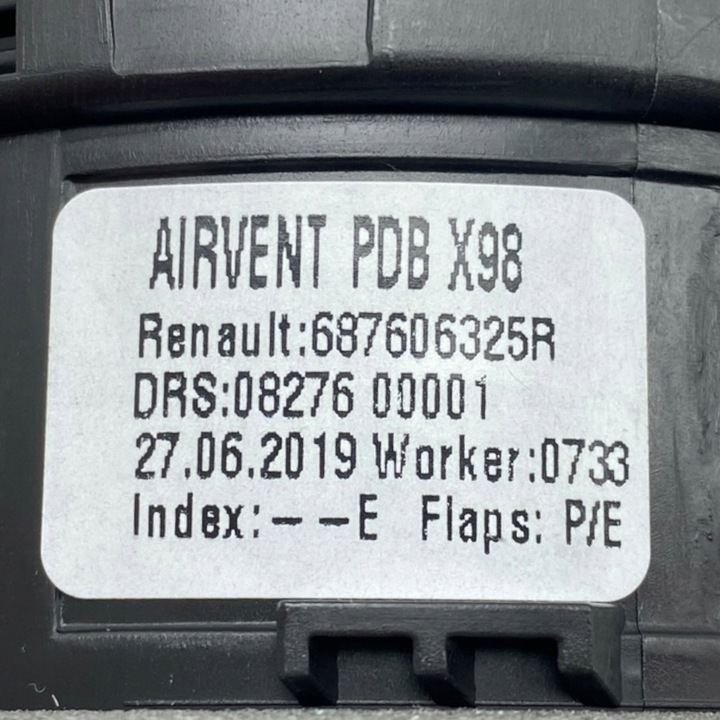 AIRVENT PDB X98
Renault:687606325R
DRS:08276 00001
27.06.2019 Worker:0733
Index:--E Flaps: P/E